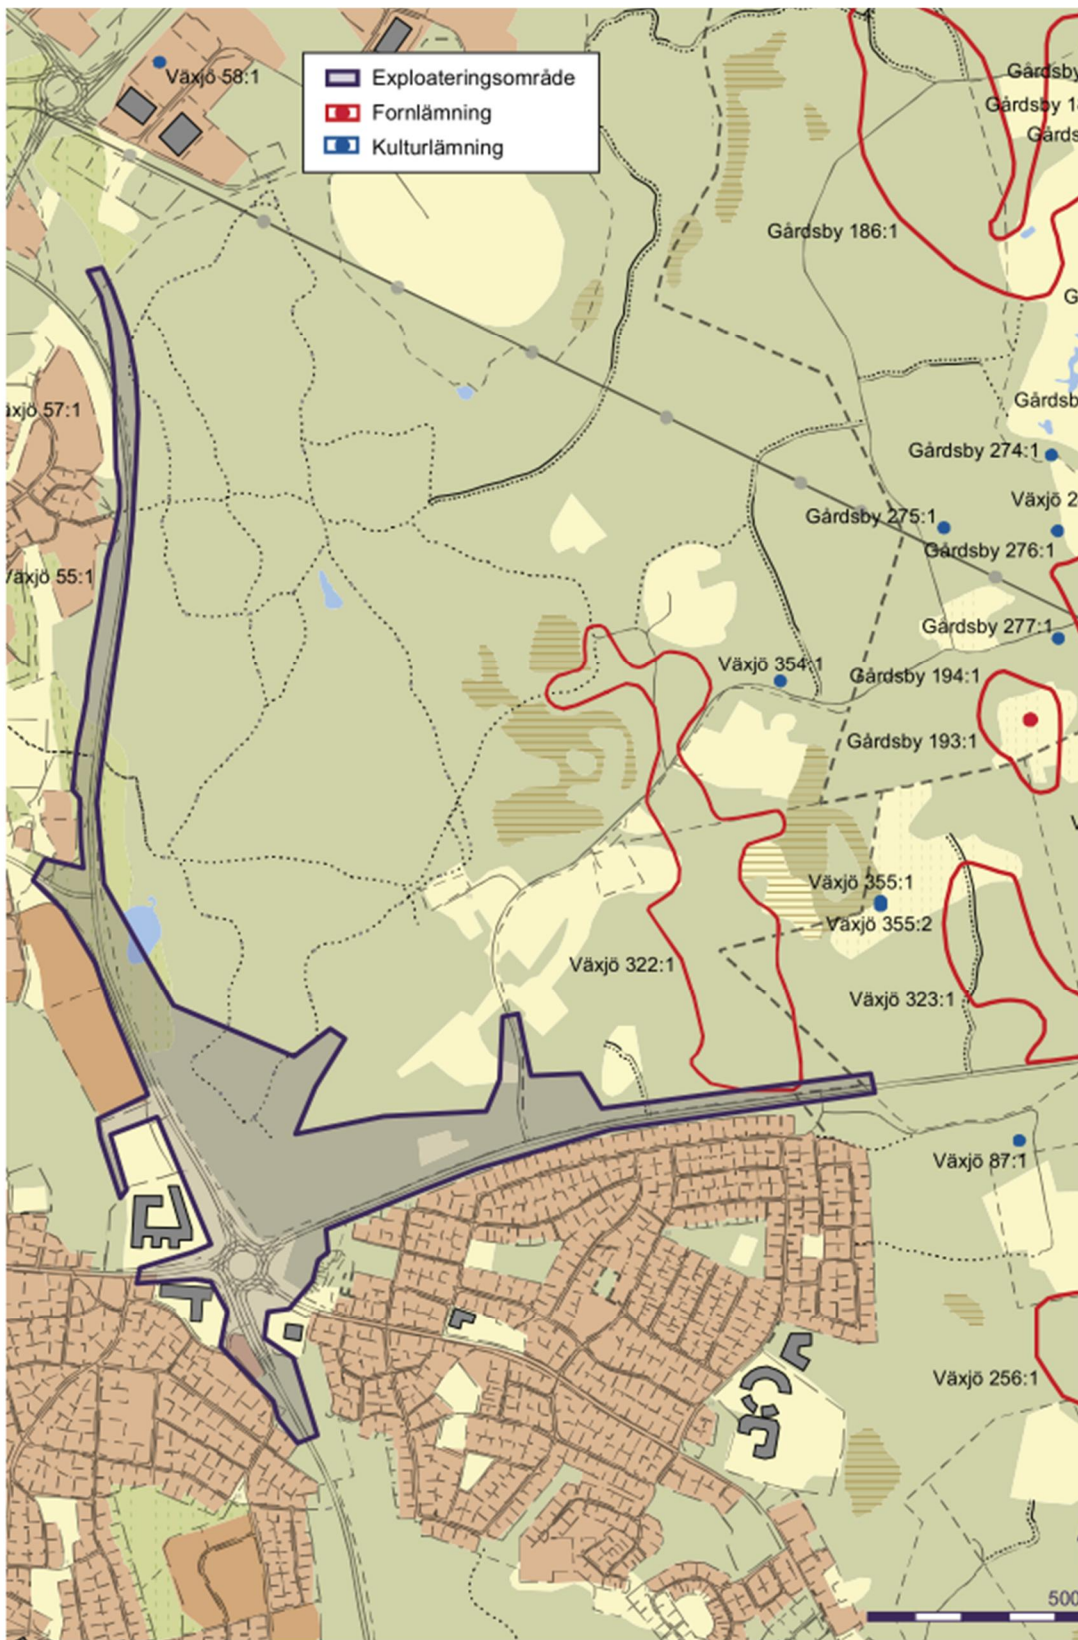 Växjö 58:1
Exploateringsområde
Fornlämning
Kulturlämning
Gårdsby
Gårdsby 1
Gårds
Gårdsby 186:1
G
xjö 57:1
Gårdsb
Gårdsby 274:1
Växjö 2
Gårdsby 275:1
Gårdsby 276:1
Växjö 55:1
Gårdsby 277:1
Växjö 354:1
Gårdsby 194:1
Gårdsby 193:1
V
Växjö 355:1
Växjö 355:2
Växjö 322:1
Växjö 323:1
Växjö 87:1
Växjö 256:1
500